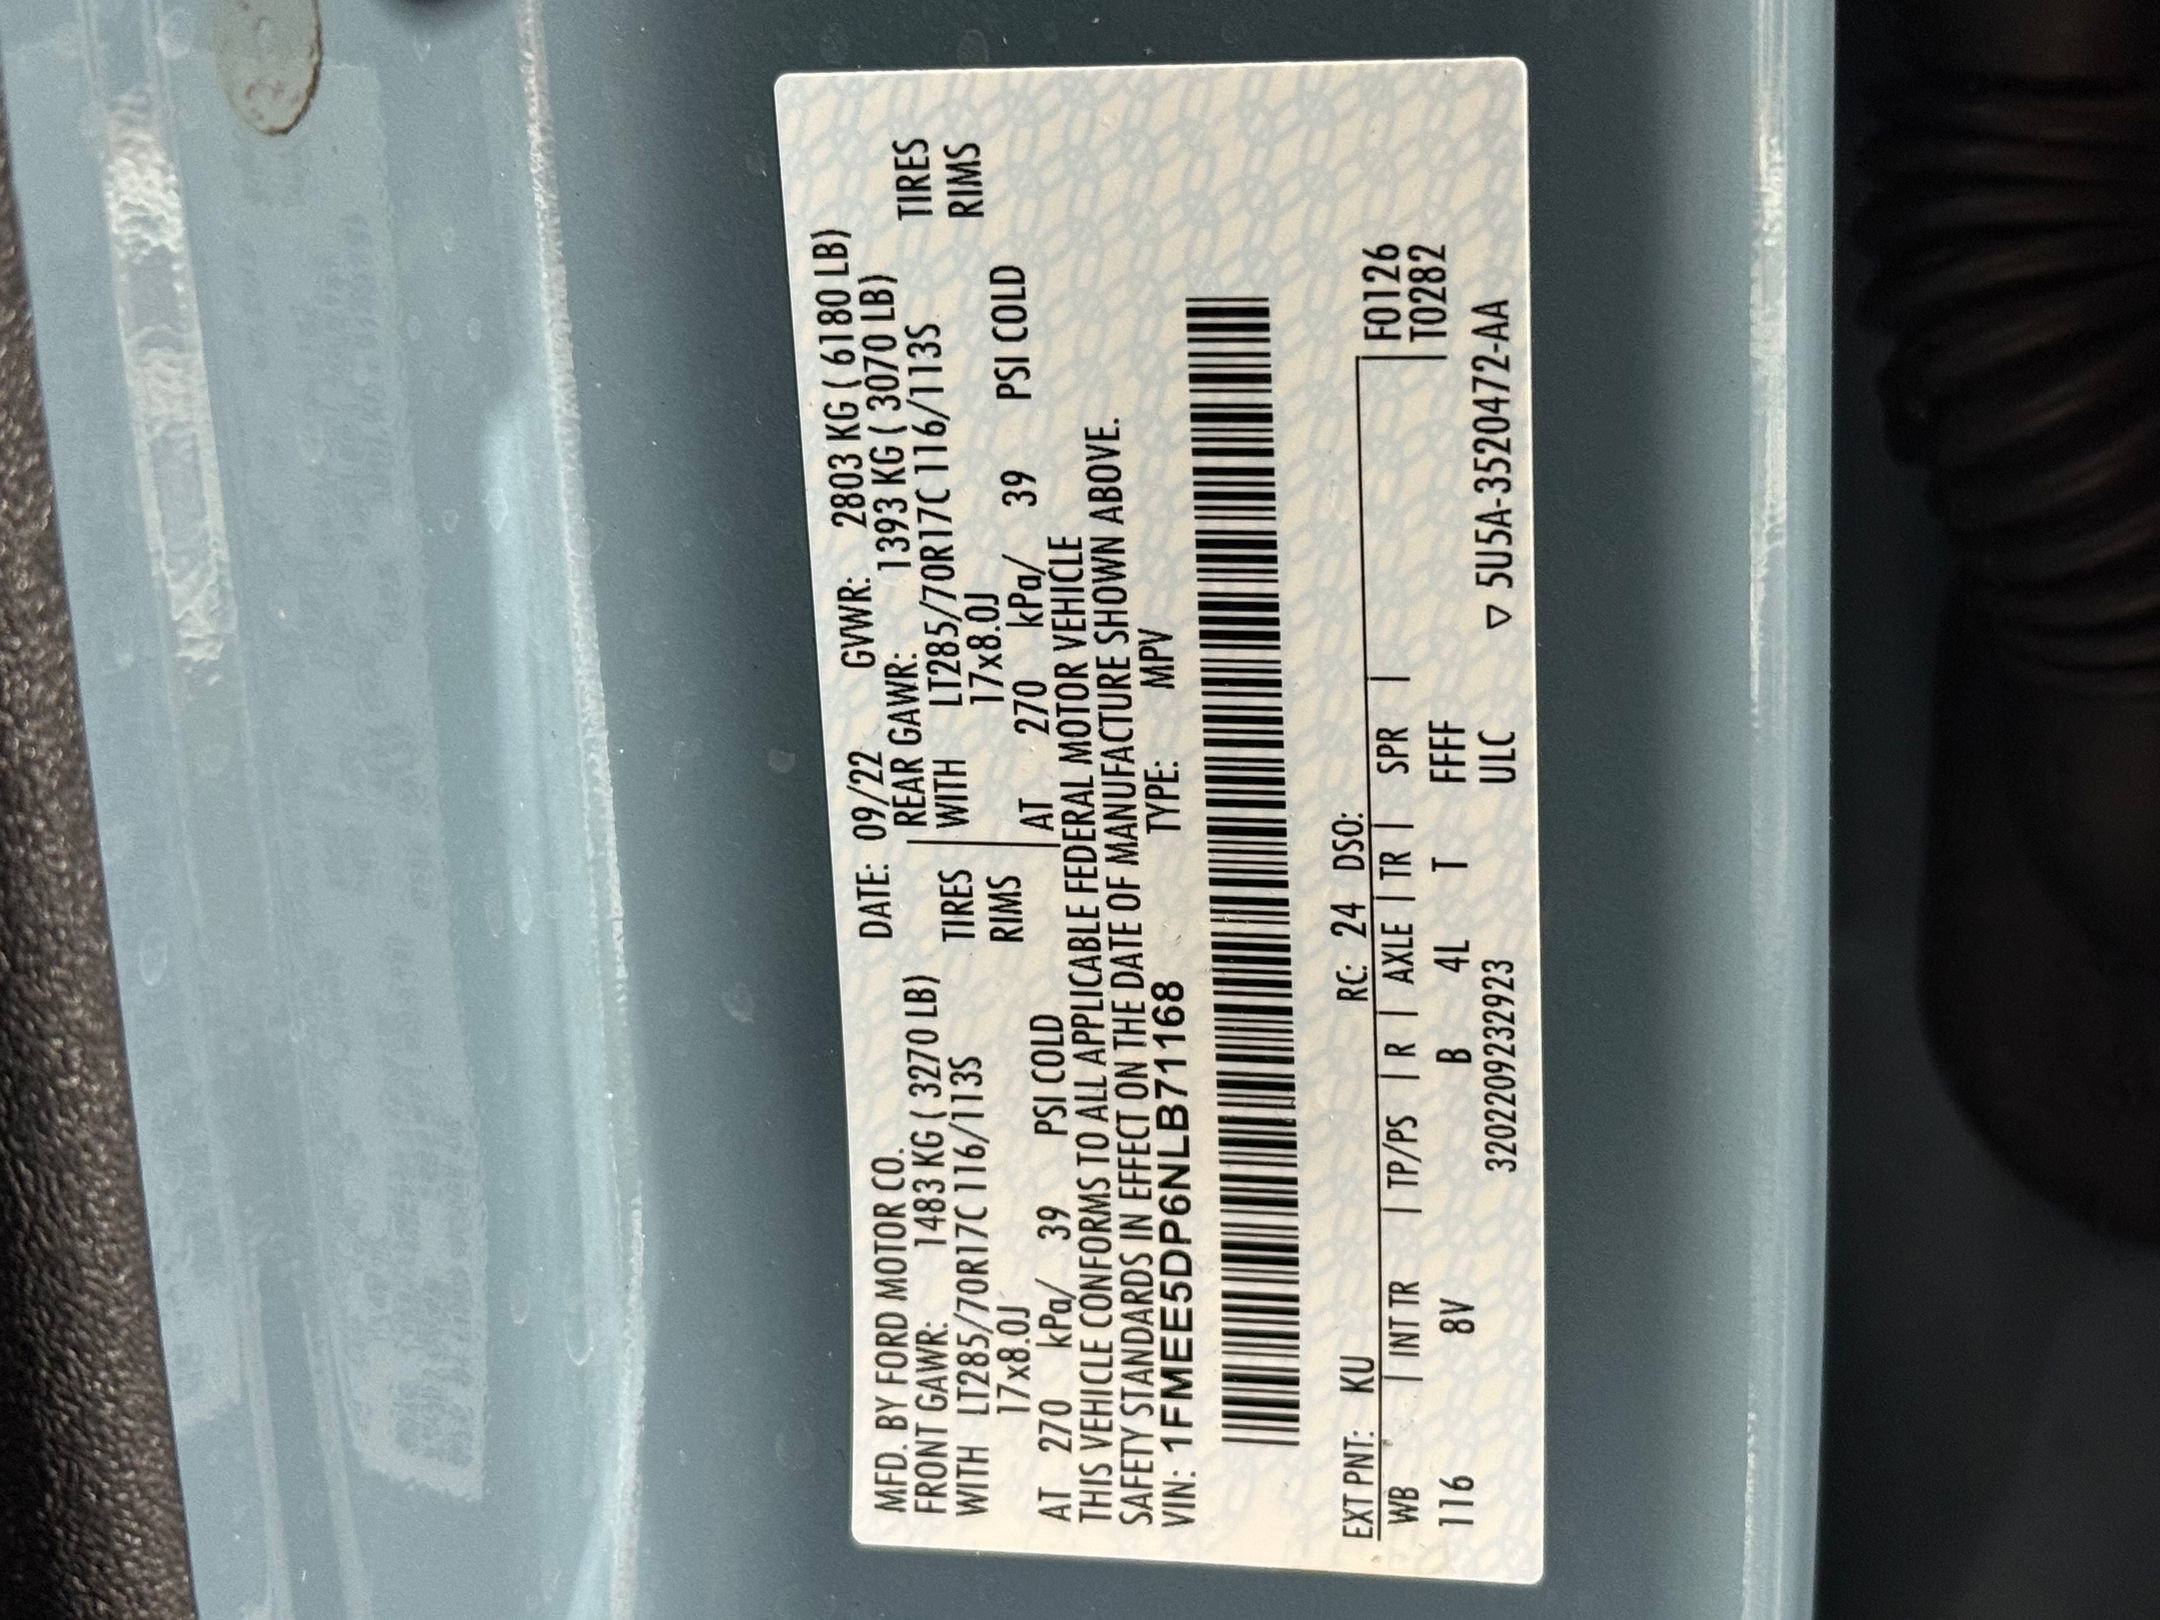 MFD. BY FORD MOTOR CO. DATE: 09/22 GVWR: 2803 KG ( 6180 LB)
FRONT GAWR: 1483 KG ( 3270 LB) REAR GAWR: 1393 KG ( 3070 LB)
WITH LT285/70R17C 116/113S TIRES WITH LT285/70R17C 116/113S TIRES
17x8.0J RIMS 17x8.0J RIMS
AT 270 kPa/ 39 PSI COLD AT 270 kPa/ 39 PSI COLD
THIS VEHICLE CONFORMS TO ALL APPLICABLE FEDERAL MOTOR VEHICLE
SAFETY STANDARDS IN EFFECT ON THE DATE OF MANUFACTURE SHOWN ABOVE.
VIN: 1FMEE5DP6NLB71168 TYPE: MPV
EXT PNT: KU RC: 24 DSO:
WB | INT TR | TP/PS | R | AXLE | TR | SPR | F0126
116 8V B 4L T FFFF T0282
ULC
3202209232923 ▽ 5U5A-3520472-AA